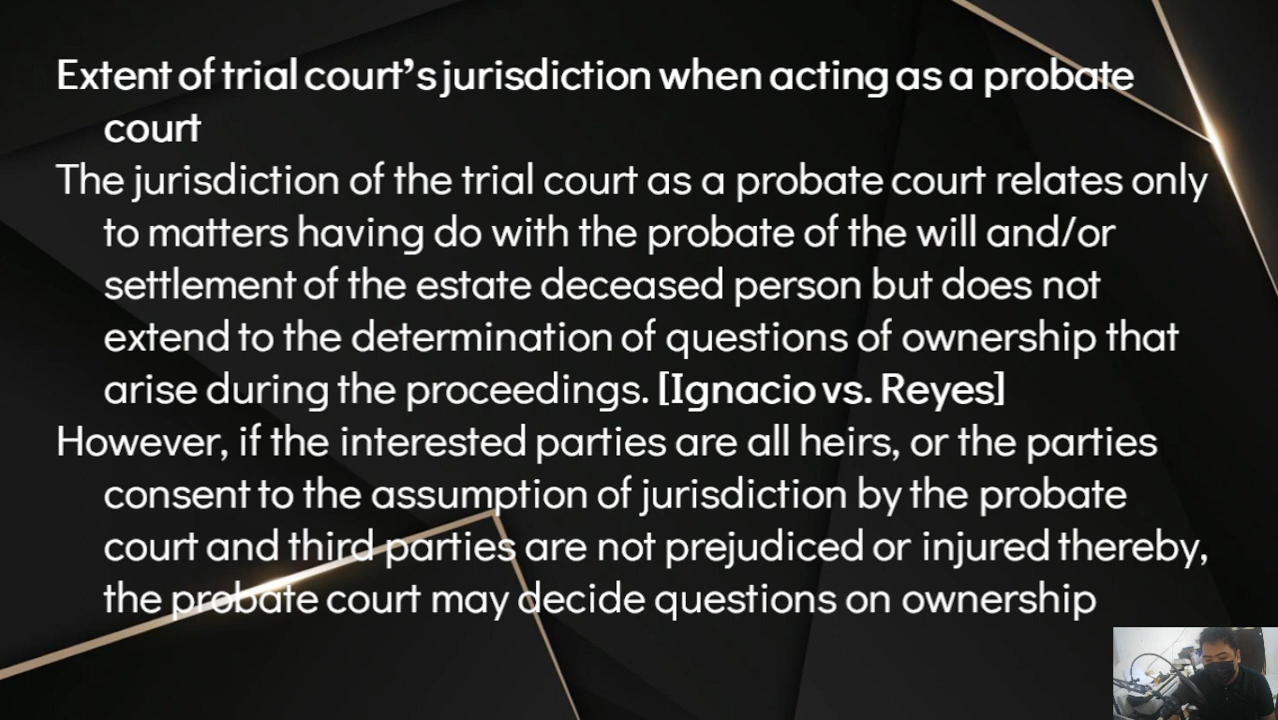 Extent of trial court’s jurisdiction when acting as a probate
court
The jurisdiction of the trial court as a probate court relates only
to matters having do with the probate of the will and/or
settlement of the estate deceased person but does not
extend to the determination of questions of ownership that
arise during the proceedings. [Ignacio vs. Reyes]
However, if the interested parties are all heirs, or the parties
consent to the assumption of jurisdiction by the probate
court and third parties are not prejudiced or injured thereby,
the probate court may decide questions on ownership